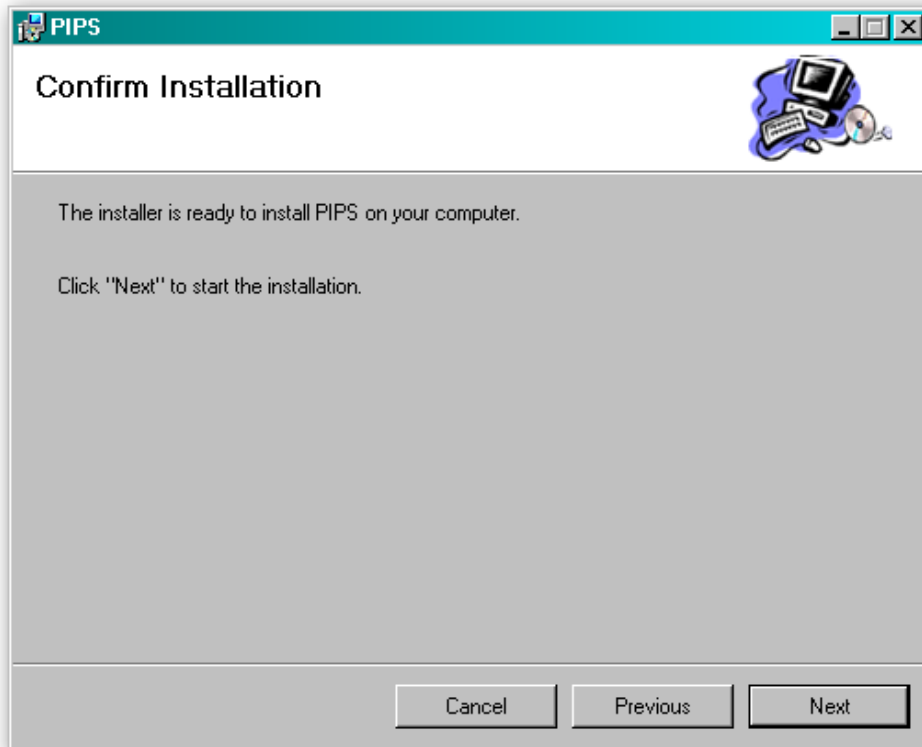 PIPS
Confirm Installation
The installer is ready to install PIPS on your computer.
Click "Next" to start the installation.
Cancel Previous Next